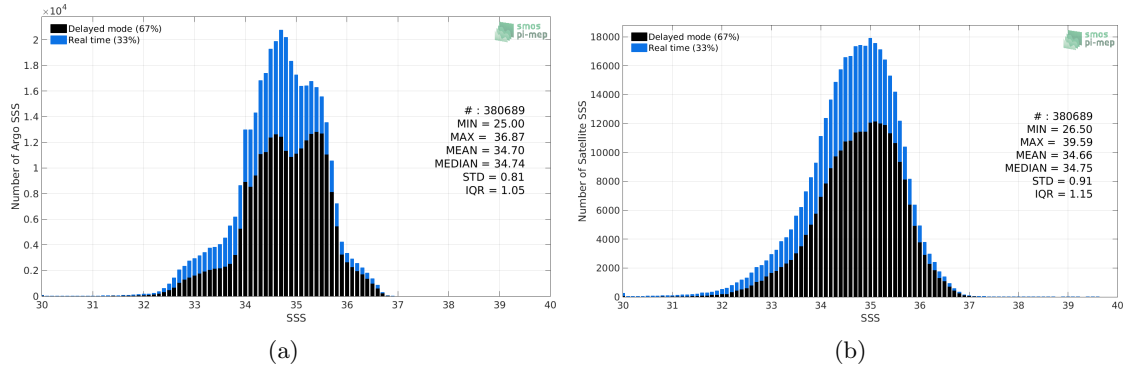 ×10⁴
Delayed mode (67%)
Real time (33%)
smos
pi-mep
# : 380689
MIN = 25.00
MAX = 36.87
MEAN = 34.70
MEDIAN = 34.74
STD = 0.81
IQR = 1.05
Number of Argo SSS
2
1.8
1.6
1.4
1.2
1
0.8
0.6
0.4
0.2
0
30 31 32 33 34 35 36 37 38 39 40
SSS
(a)
Delayed mode (67%)
Real time (33%)
smos
pi-mep
# : 380689
MIN = 26.50
MAX = 39.59
MEAN = 34.66
MEDIAN = 34.75
STD = 0.91
IQR = 1.15
Number of Satellite SSS
18000
16000
14000
12000
10000
8000
6000
4000
2000
0
30 31 32 33 34 35 36 37 38 39 40
SSS
(b)